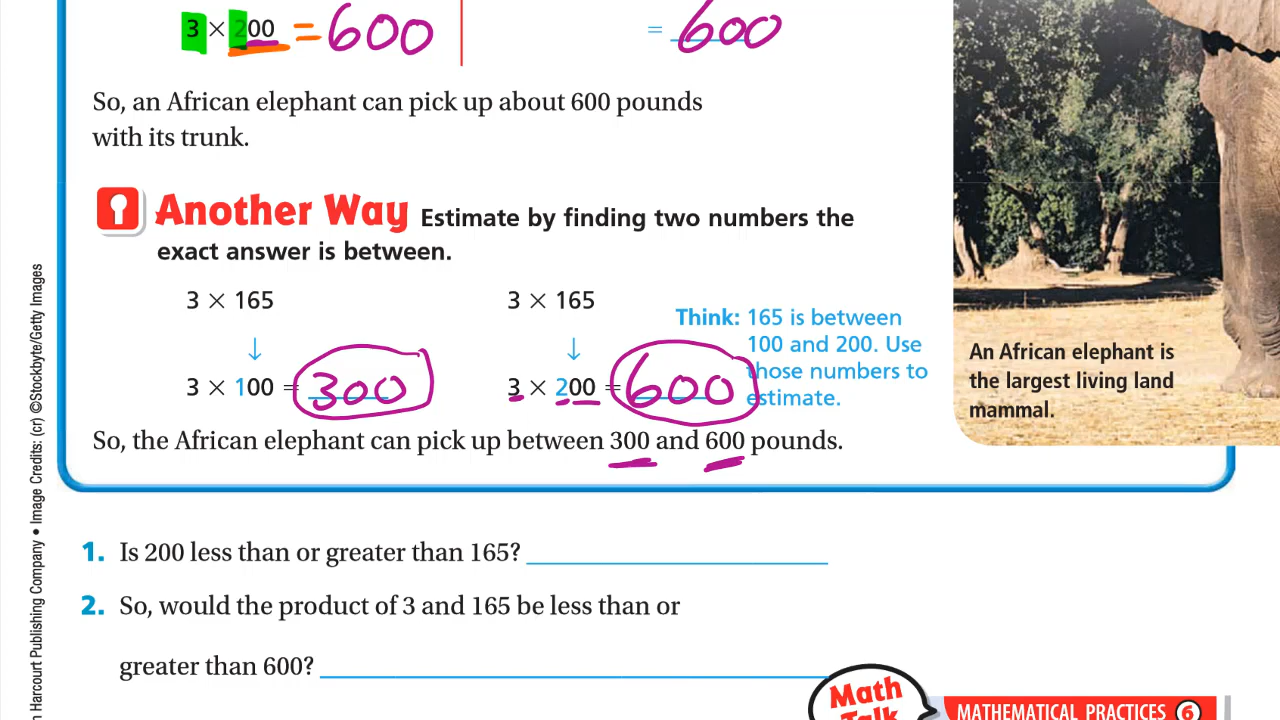 3 × 200 = 600
= 600
So, an African elephant can pick up about 600 pounds
with its trunk.
Another Way Estimate by finding two numbers the
exact answer is between.
3 × 165
3 × 165
↓
↓
3 × 100 = 300
3 × 200 = 600
Think: 165 is between
100 and 200. Use
those numbers to
estimate.
So, the African elephant can pick up between 300 and 600 pounds.
An African elephant is
the largest living land
mammal.
1. Is 200 less than or greater than 165?
2. So, would the product of 3 and 165 be less than or
greater than 600?
Math
Talk
MATHEMATICAL PRACTICES 6
n Harcourt Publishing Company • Image Credits: (cr) ©Stockbyte/Getty Images